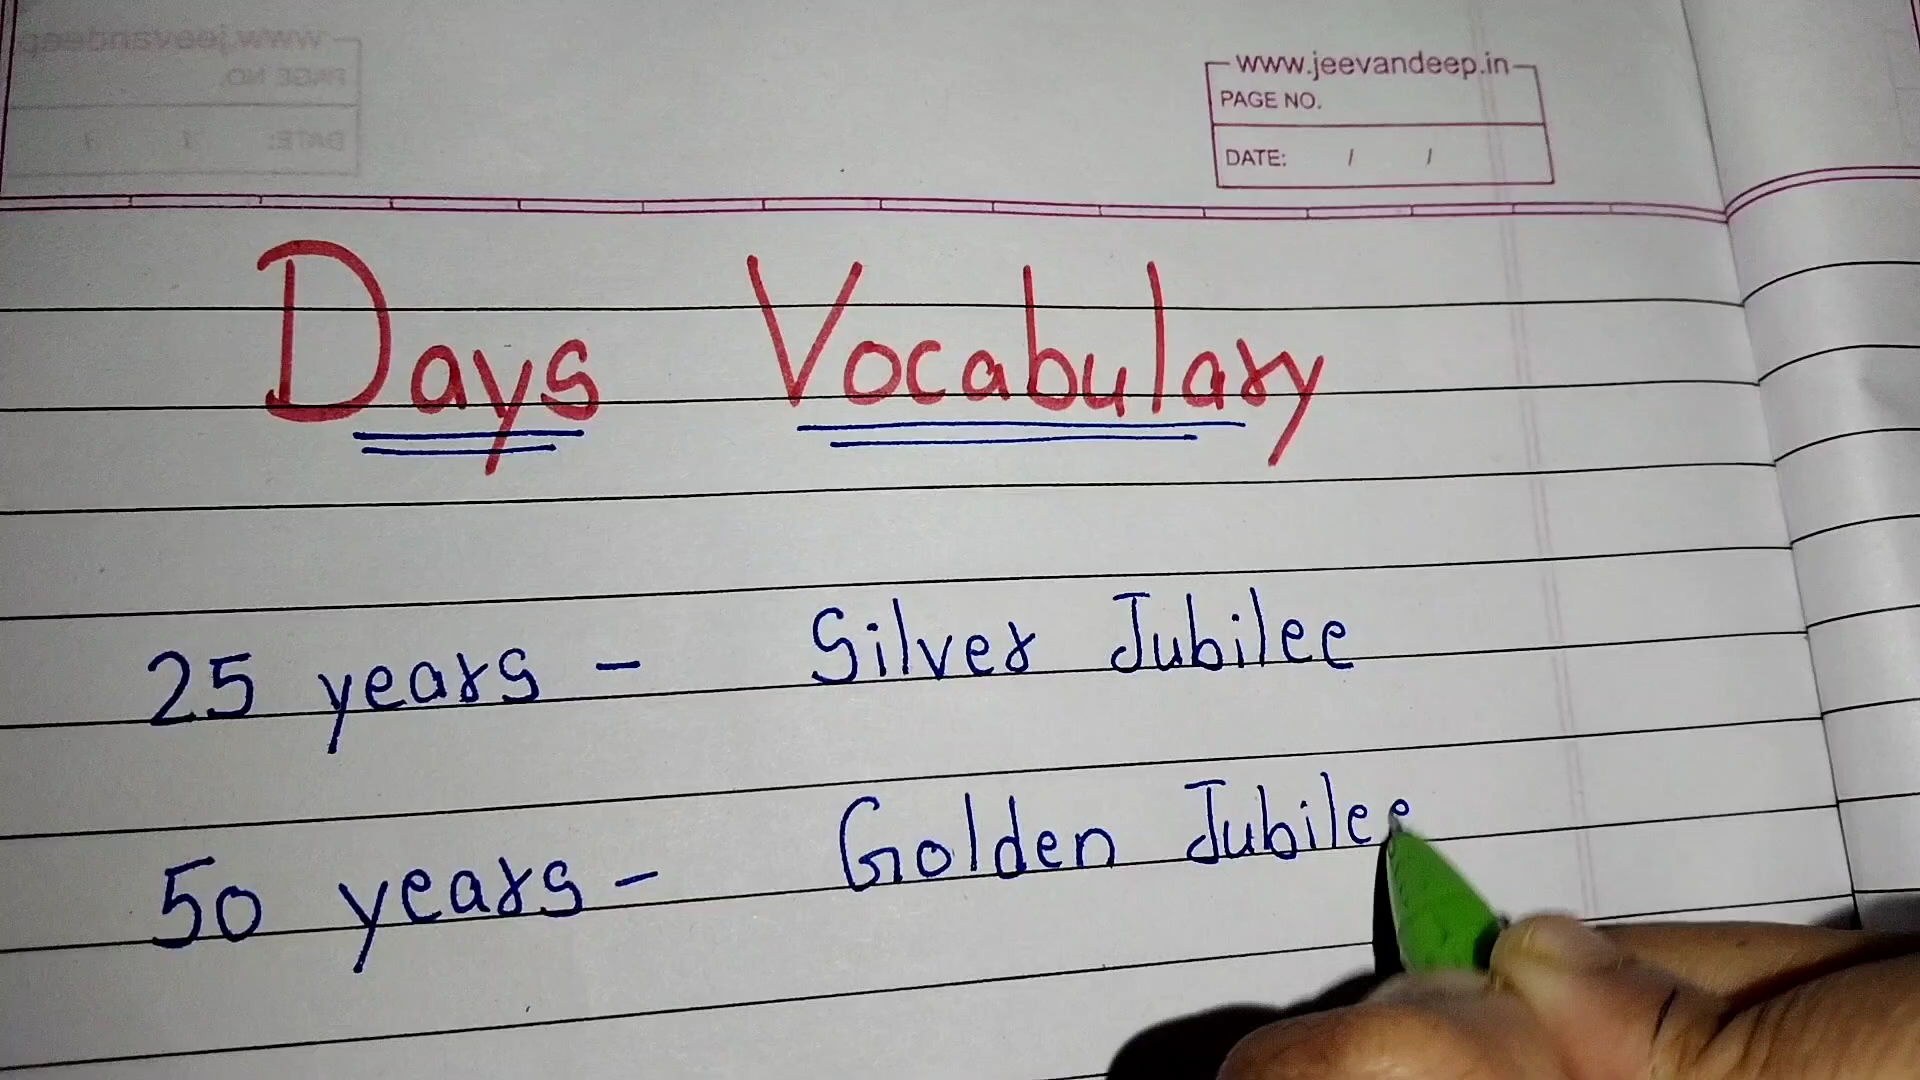 www.jeevandeep.in
PAGE NO.
DATE: / /
Days Vocabulary
25 years - Silver Jubilee
50 years - Golden Jubilee